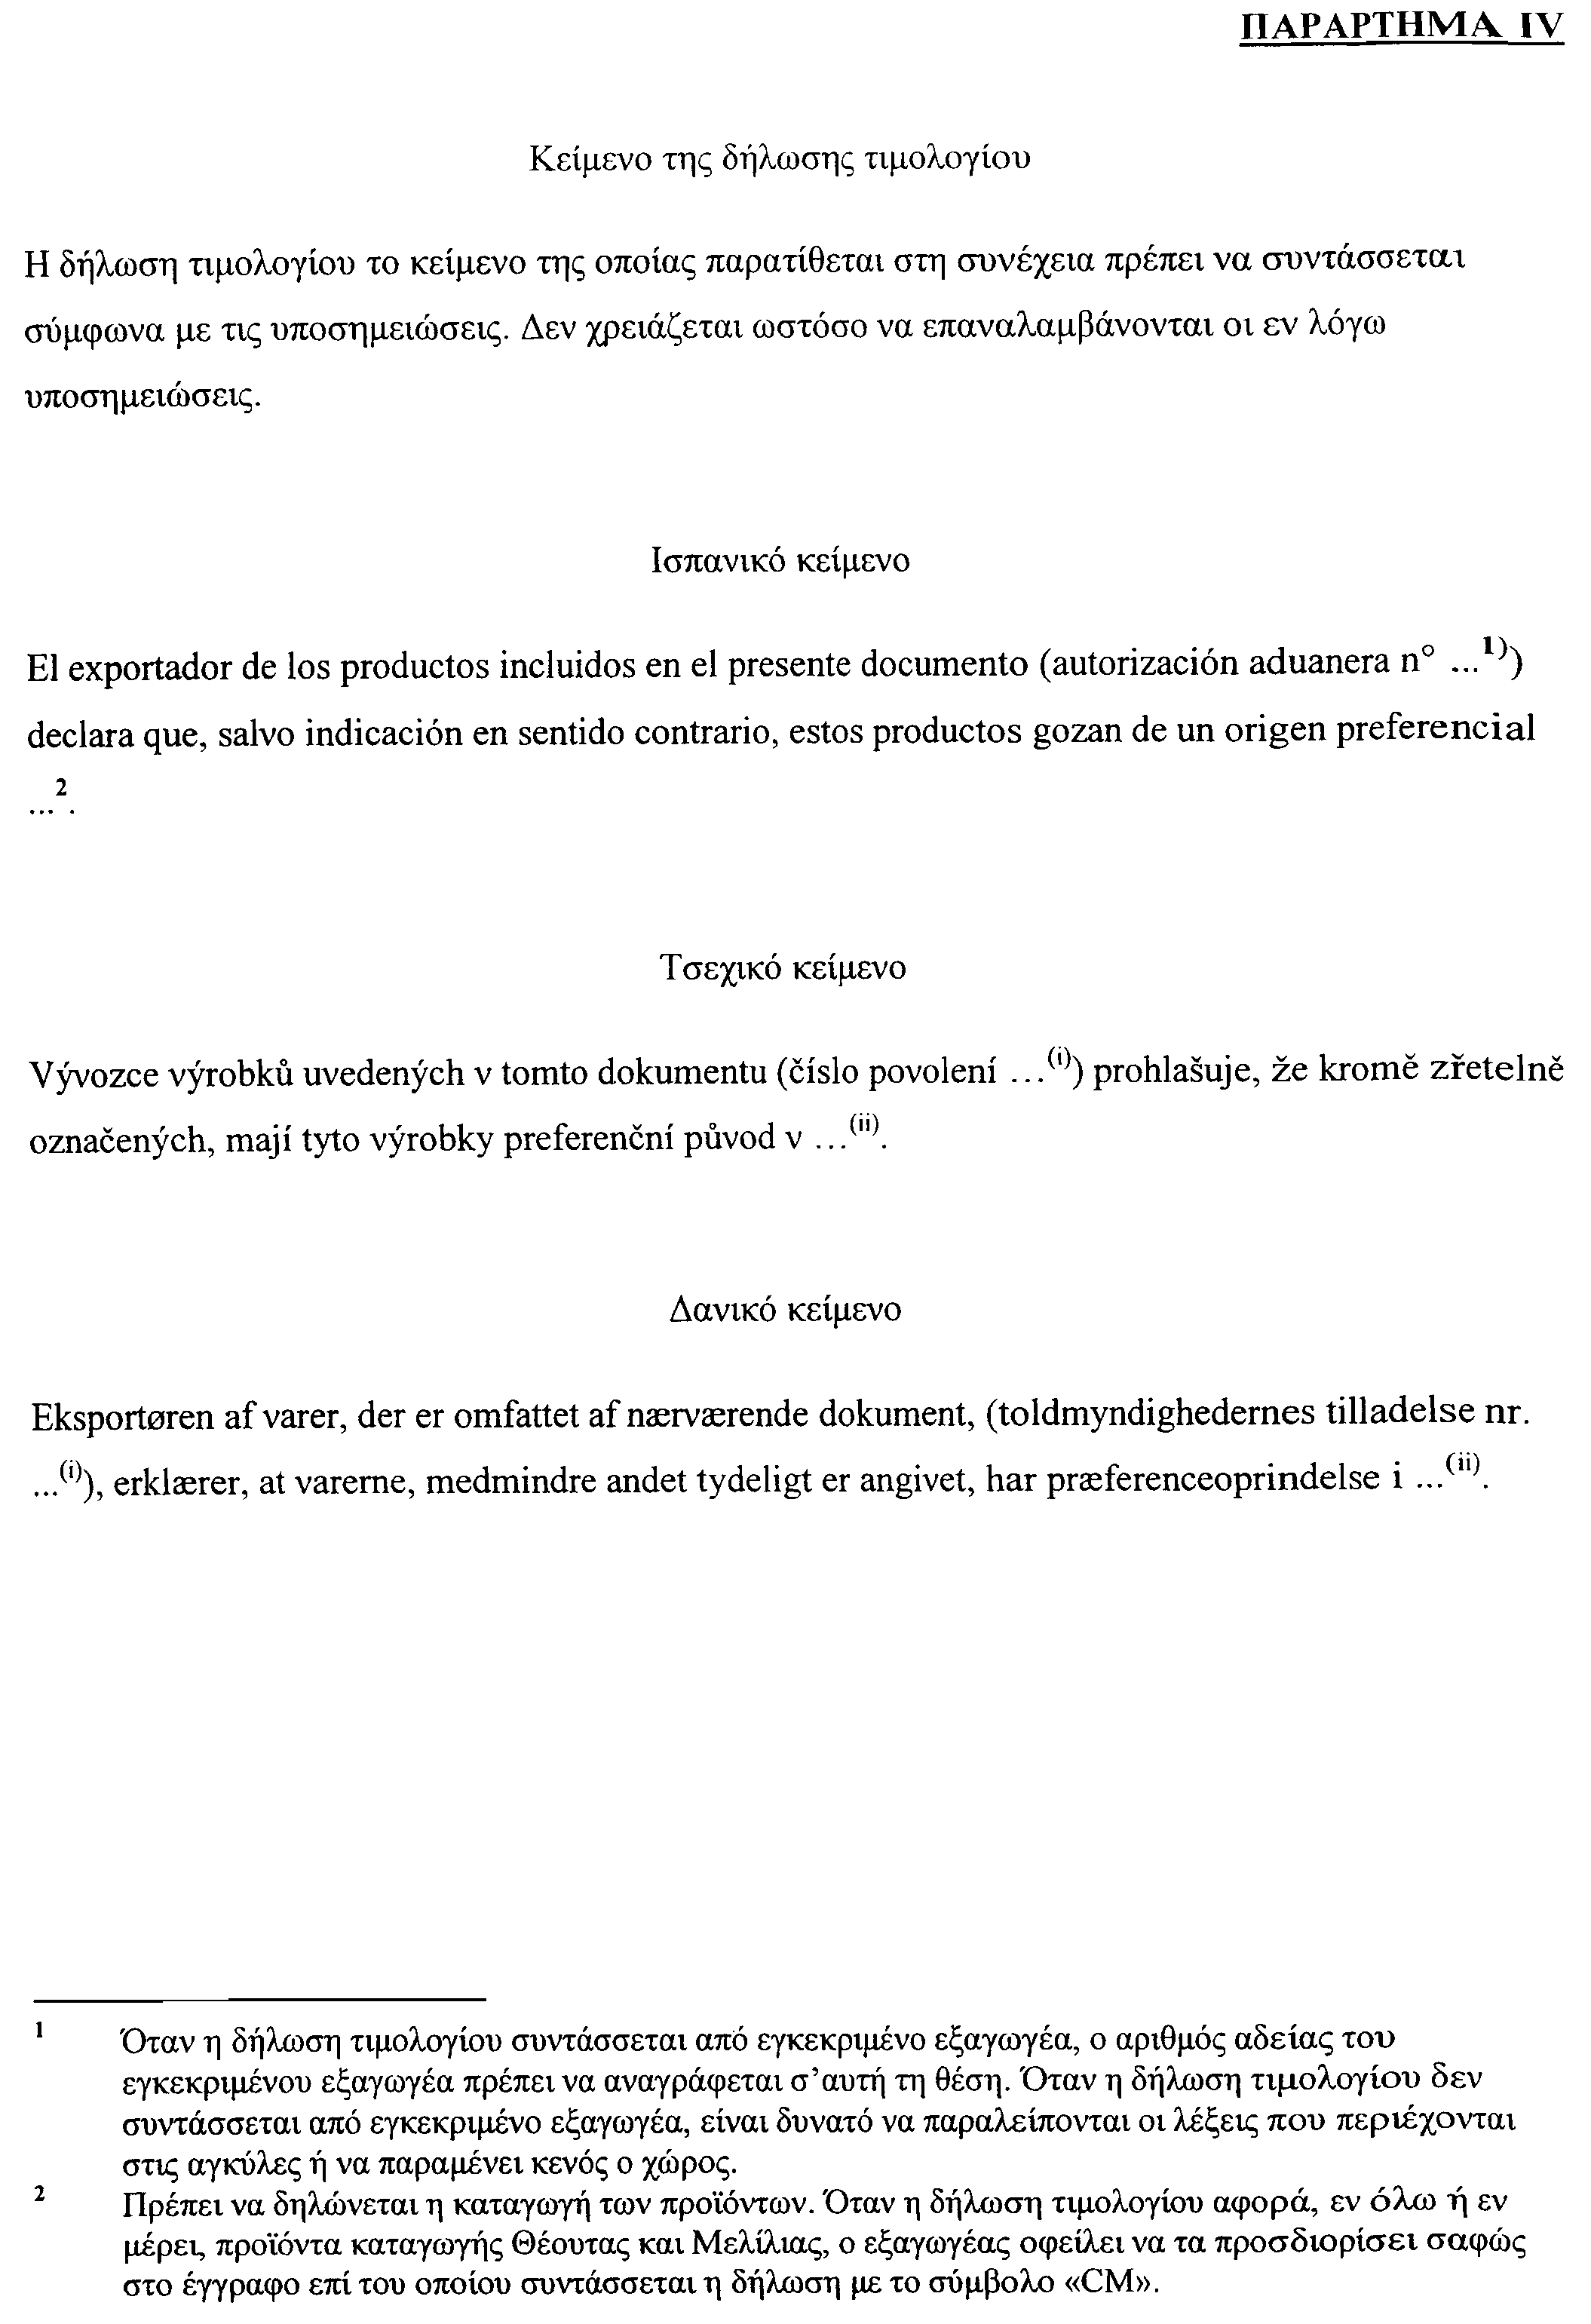 ΠΑΡΑΡΤΗΜΑ IV
Κείμενο της δήλωσης τιμολογίου
Η δήλωση τιμολογίου το κείμενο της οποίας παρατίθεται στη συνέχεια πρέπει να συντάσσεται
σύμφωνα με τις υποσημειώσεις. Δεν χρειάζεται ωστόσο να επαναλαμβάνονται οι εν λόγω
υποσημειώσεις.
Ισπανικό κείμενο
El exportador de los productos incluidos en el presente documento (autorización aduanera n° ...¹⁾)
declara que, salvo indicación en sentido contrario, estos productos gozan de un origen preferencial
...².
Τσεχικό κείμενο
Vývozce výrobků uvedených v tomto dokumentu (číslo povolení ...⁽ⁱ⁾) prohlašuje, že kromě zřetelně
označených, mají tyto výrobky preferenční původ v ...⁽ⁱⁱ⁾.
Δανικό κείμενο
Eksportøren af varer, der er omfattet af nærværende dokument, (toldmyndighedernes tilladelse nr.
...⁽ⁱ⁾), erklærer, at varerne, medmindre andet tydeligt er angivet, har præferenceoprindelse i ...⁽ⁱⁱ⁾.
1 Όταν η δήλωση τιμολογίου συντάσσεται από εγκεκριμένο εξαγωγέα, ο αριθμός αδείας του
εγκεκριμένου εξαγωγέα πρέπει να αναγράφεται σ’αυτή τη θέση. Όταν η δήλωση τιμολογίου δεν
συντάσσεται από εγκεκριμένο εξαγωγέα, είναι δυνατό να παραλείπονται οι λέξεις που περιέχονται
στις αγκύλες ή να παραμένει κενός ο χώρος.
2 Πρέπει να δηλώνεται η καταγωγή των προϊόντων. Όταν η δήλωση τιμολογίου αφορά, εν όλω ή εν
μέρει, προϊόντα καταγωγής Θέουτας και Μελίλιας, ο εξαγωγέας οφείλει να τα προσδιορίσει σαφώς
στο έγγραφο επί του οποίου συντάσσεται η δήλωση με το σύμβολο «CM».